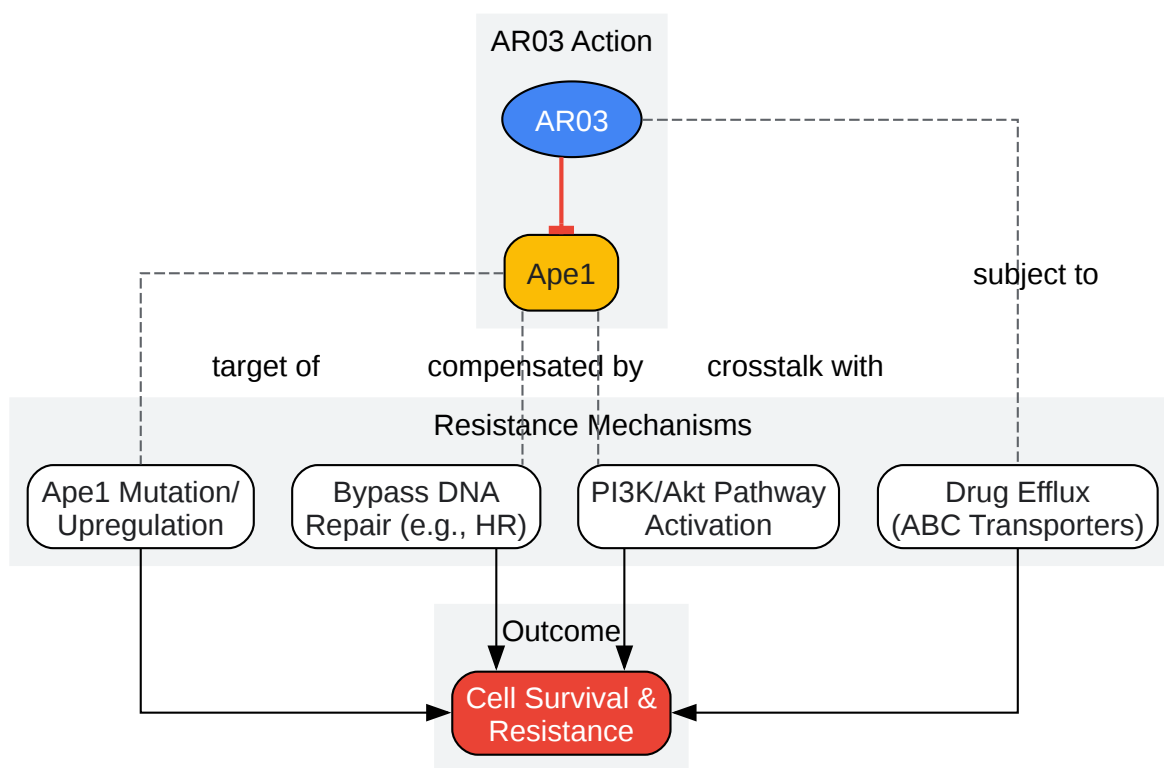 AR03 Action
AR03
Ape1
subject to
target of
compensated by
crosstalk with
Resistance Mechanisms
Ape1 Mutation/
Upregulation
Bypass DNA
Repair (e.g., HR)
PI3K/Akt Pathway
Activation
Drug Efflux
(ABC Transporters)
Outcome
Cell Survival &
Resistance